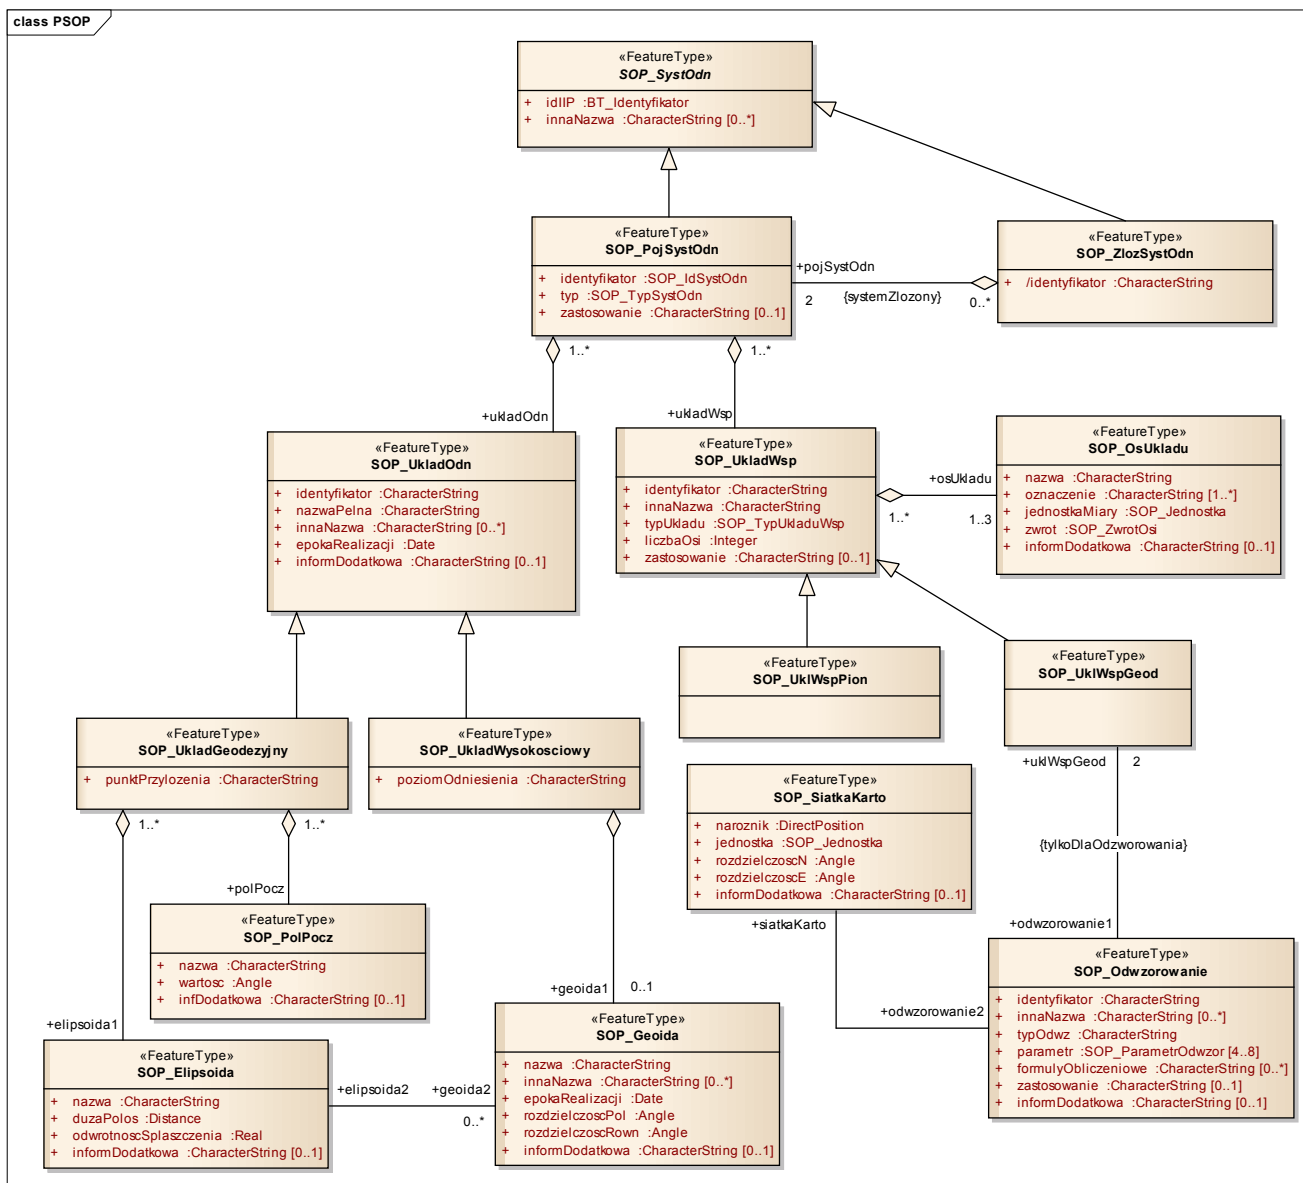 class PSOP
«FeatureType»
SOP_SystOdn
+ idIIP :BT_Identyfikator
+ innaNazwa :CharacterString [0..*]
«FeatureType»
SOP_PojSystOdn
+ identyfikator :SOP_IdSystOdn
+ typ :SOP_TypSystOdn
+ zastosowanie :CharacterString [0..1]
«FeatureType»
SOP_ZlozSystOdn
+ /identyfikator :CharacterString
+pojSystOdn
2
{systemZlozony}
0..*
1..*
1..*
+ukladOdn
+ukladWsp
«FeatureType»
SOP_UkladOdn
+ identyfikator :CharacterString
+ nazwaPelna :CharacterString
+ innaNazwa :CharacterString [0..*]
+ epokaRealizacji :Date
+ informDodatkowa :CharacterString [0..1]
«FeatureType»
SOP_UkladWsp
+ identyfikator :CharacterString
+ innaNazwa :CharacterString
+ typUkladu :SOP_TypUkladuWsp
+ liczbaOsi :Integer
+ zastosowanie :CharacterString [0..1]
+osUkladu
1..*
1..3
«FeatureType»
SOP_OsUkladu
+ nazwa :CharacterString
+ oznaczenie :CharacterString [1..*]
+ jednostkaMiary :SOP_Jednostka
+ zwrot :SOP_ZwrotOsi
+ informDodatkowa :CharacterString [0..1]
«FeatureType»
SOP_UklWspPion
«FeatureType»
SOP_UklWspGeod
+uklWspGeod
2
{tylkoDlaOdzworowania}
+odwzorowanie1
«FeatureType»
SOP_UkladGeodezyjny
+ punktPrzylozenia :CharacterString
«FeatureType»
SOP_UkladWysokosciowy
+ poziomOdniesienia :CharacterString
«FeatureType»
SOP_SiatkaKarto
+ naroznik :DirectPosition
+ jednostka :SOP_Jednostka
+ rozdzielczoscN :Angle
+ rozdzielczoscE :Angle
+ informDodatkowa :CharacterString [0..1]
+siatkaKarto
+odwzorowanie2
1..*
1..*
+polPocz
«FeatureType»
SOP_PolPocz
+ nazwa :CharacterString
+ wartosc :Angle
+ infDodatkowa :CharacterString [0..1]
+geoida1
0..1
+elipsoida1
«FeatureType»
SOP_Elipsoida
+ nazwa :CharacterString
+ duzaPolos :Distance
+ odwrotnoscSplaszczenia :Real
+ informDodatkowa :CharacterString [0..1]
+elipsoida2
+geoida2
0..*
«FeatureType»
SOP_Geoida
+ nazwa :CharacterString
+ innaNazwa :CharacterString [0..*]
+ epokaRealizacji :Date
+ rozdzielczoscPol :Angle
+ rozdzielczoscRown :Angle
+ informDodatkowa :CharacterString [0..1]
«FeatureType»
SOP_Odwzorowanie
+ identyfikator :CharacterString
+ innaNazwa :CharacterString [0..*]
+ typOdwz :CharacterString
+ parametr :SOP_ParametrOdwzor [4..8]
+ formulyObliczeniowe :CharacterString [0..*]
+ zastosowanie :CharacterString [0..1]
+ informDodatkowa :CharacterString [0..1]